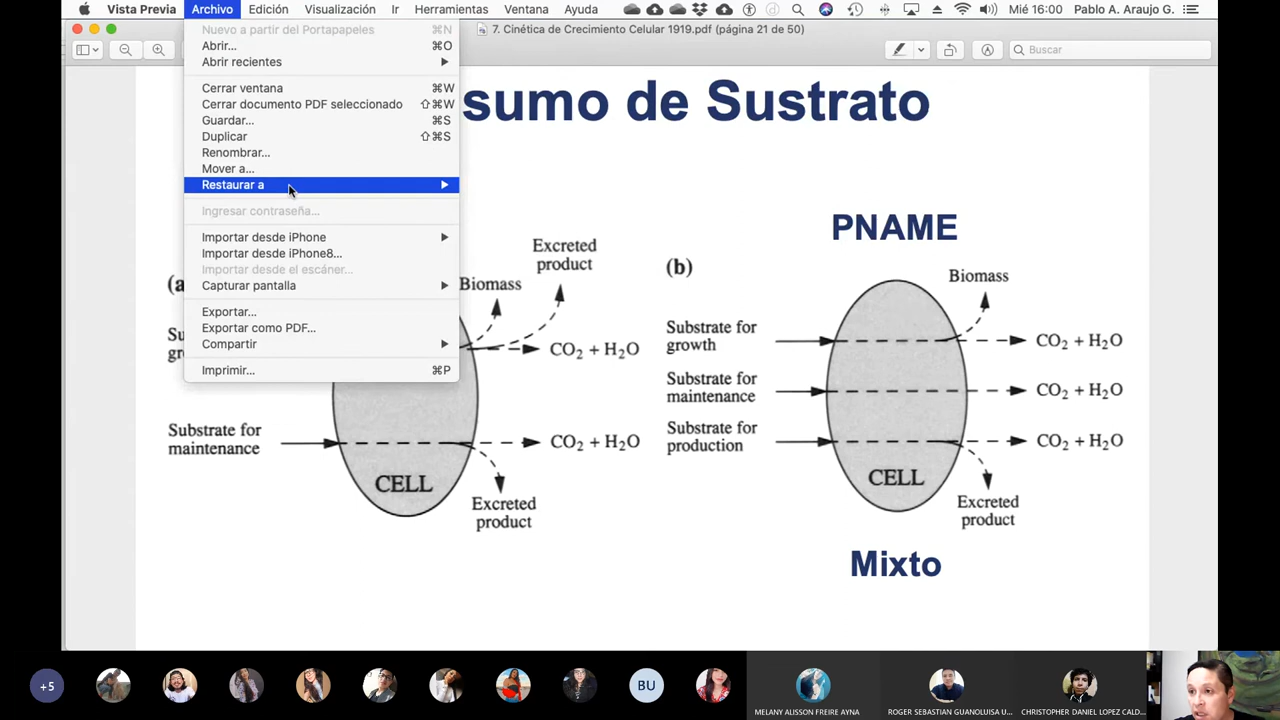 Vista Previa Archivo Edición Visualización Ir Herramientas Ventana Ayuda Mié 16:00 Pablo A. Araujo G.
7. Cinética de Crecimiento Celular 1919.pdf (página 21 de 50)
Buscar
Nuevo a partir del Portapapeles ⌘N
Abrir... ⌘O
Abrir recientes
Cerrar ventana ⌘W
Cerrar documento PDF seleccionado ⇧⌘W
Guardar... ⌘S
Duplicar ⇧⌘S
Renombrar...
Mover a...
Restaurar a
Ingresar contraseña...
Importar desde iPhone
Importar desde iPhone8...
Importar desde el escáner...
Capturar pantalla
Exportar...
Exportar como PDF...
Compartir
Imprimir... ⌘P
sumo de Sustrato
(a
Su
gr
Biomass
Excreted
product
CO₂ + H₂O
Substrate for
maintenance
CO₂ + H₂O
CELL
Excreted
product
PNAME
(b)
Biomass
Substrate for
growth
CO₂ + H₂O
Substrate for
maintenance
CO₂ + H₂O
Substrate for
production
CO₂ + H₂O
CELL
Excreted
product
Mixto
+5
BU
MELANY ALISSON FREIRE AYNA
ROGER SEBASTIAN GUANOLUISA U...
CHRISTOPHER DANIEL LOPEZ CALD...